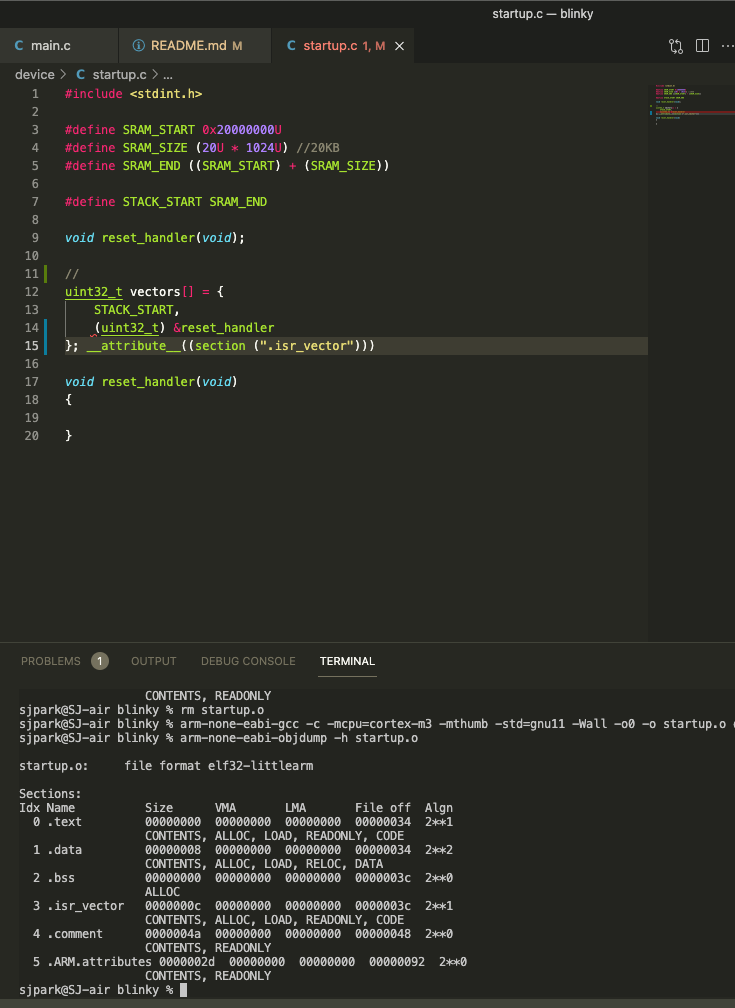 startup.c — blinky
C main.c ⓘ README.md M C startup.c 1, M ×
device > C startup.c > ...
1 #include <stdint.h>
2
3 #define SRAM_START 0x20000000U
4 #define SRAM_SIZE (20U * 1024U) //20KB
5 #define SRAM_END ((SRAM_START) + (SRAM_SIZE))
6
7 #define STACK_START SRAM_END
8
9 void reset_handler(void);
10
11 //
12 uint32_t vectors[] = {
13     STACK_START,
14     (uint32_t) &reset_handler
15 }; __attribute__((section (".isr_vector")))
16
17 void reset_handler(void)
18 {
19
20 }
PROBLEMS 1 OUTPUT DEBUG CONSOLE TERMINAL
CONTENTS, READONLY
sjpark@SJ-air blinky % rm startup.o
sjpark@SJ-air blinky % arm-none-eabi-gcc -c -mcpu=cortex-m3 -mthumb -std=gnu11 -Wall -o0 -o startup.o
sjpark@SJ-air blinky % arm-none-eabi-objdump -h startup.o
startup.o:     file format elf32-littlearm
Sections:
Idx Name          Size      VMA       LMA       File off  Algn
  0 .text         00000000  00000000  00000000  00000034  2**1
                  CONTENTS, ALLOC, LOAD, READONLY, CODE
  1 .data         00000008  00000000  00000000  00000034  2**2
                  CONTENTS, ALLOC, LOAD, RELOC, DATA
  2 .bss          00000000  00000000  00000000  0000003c  2**0
                  ALLOC
  3 .isr_vector   0000000c  00000000  00000000  0000003c  2**1
                  CONTENTS, ALLOC, LOAD, READONLY, CODE
  4 .comment      0000004a  00000000  00000000  00000048  2**0
                  CONTENTS, READONLY
  5 .ARM.attributes 0000002d  00000000  00000000  00000092  2**0
                  CONTENTS, READONLY
sjpark@SJ-air blinky %